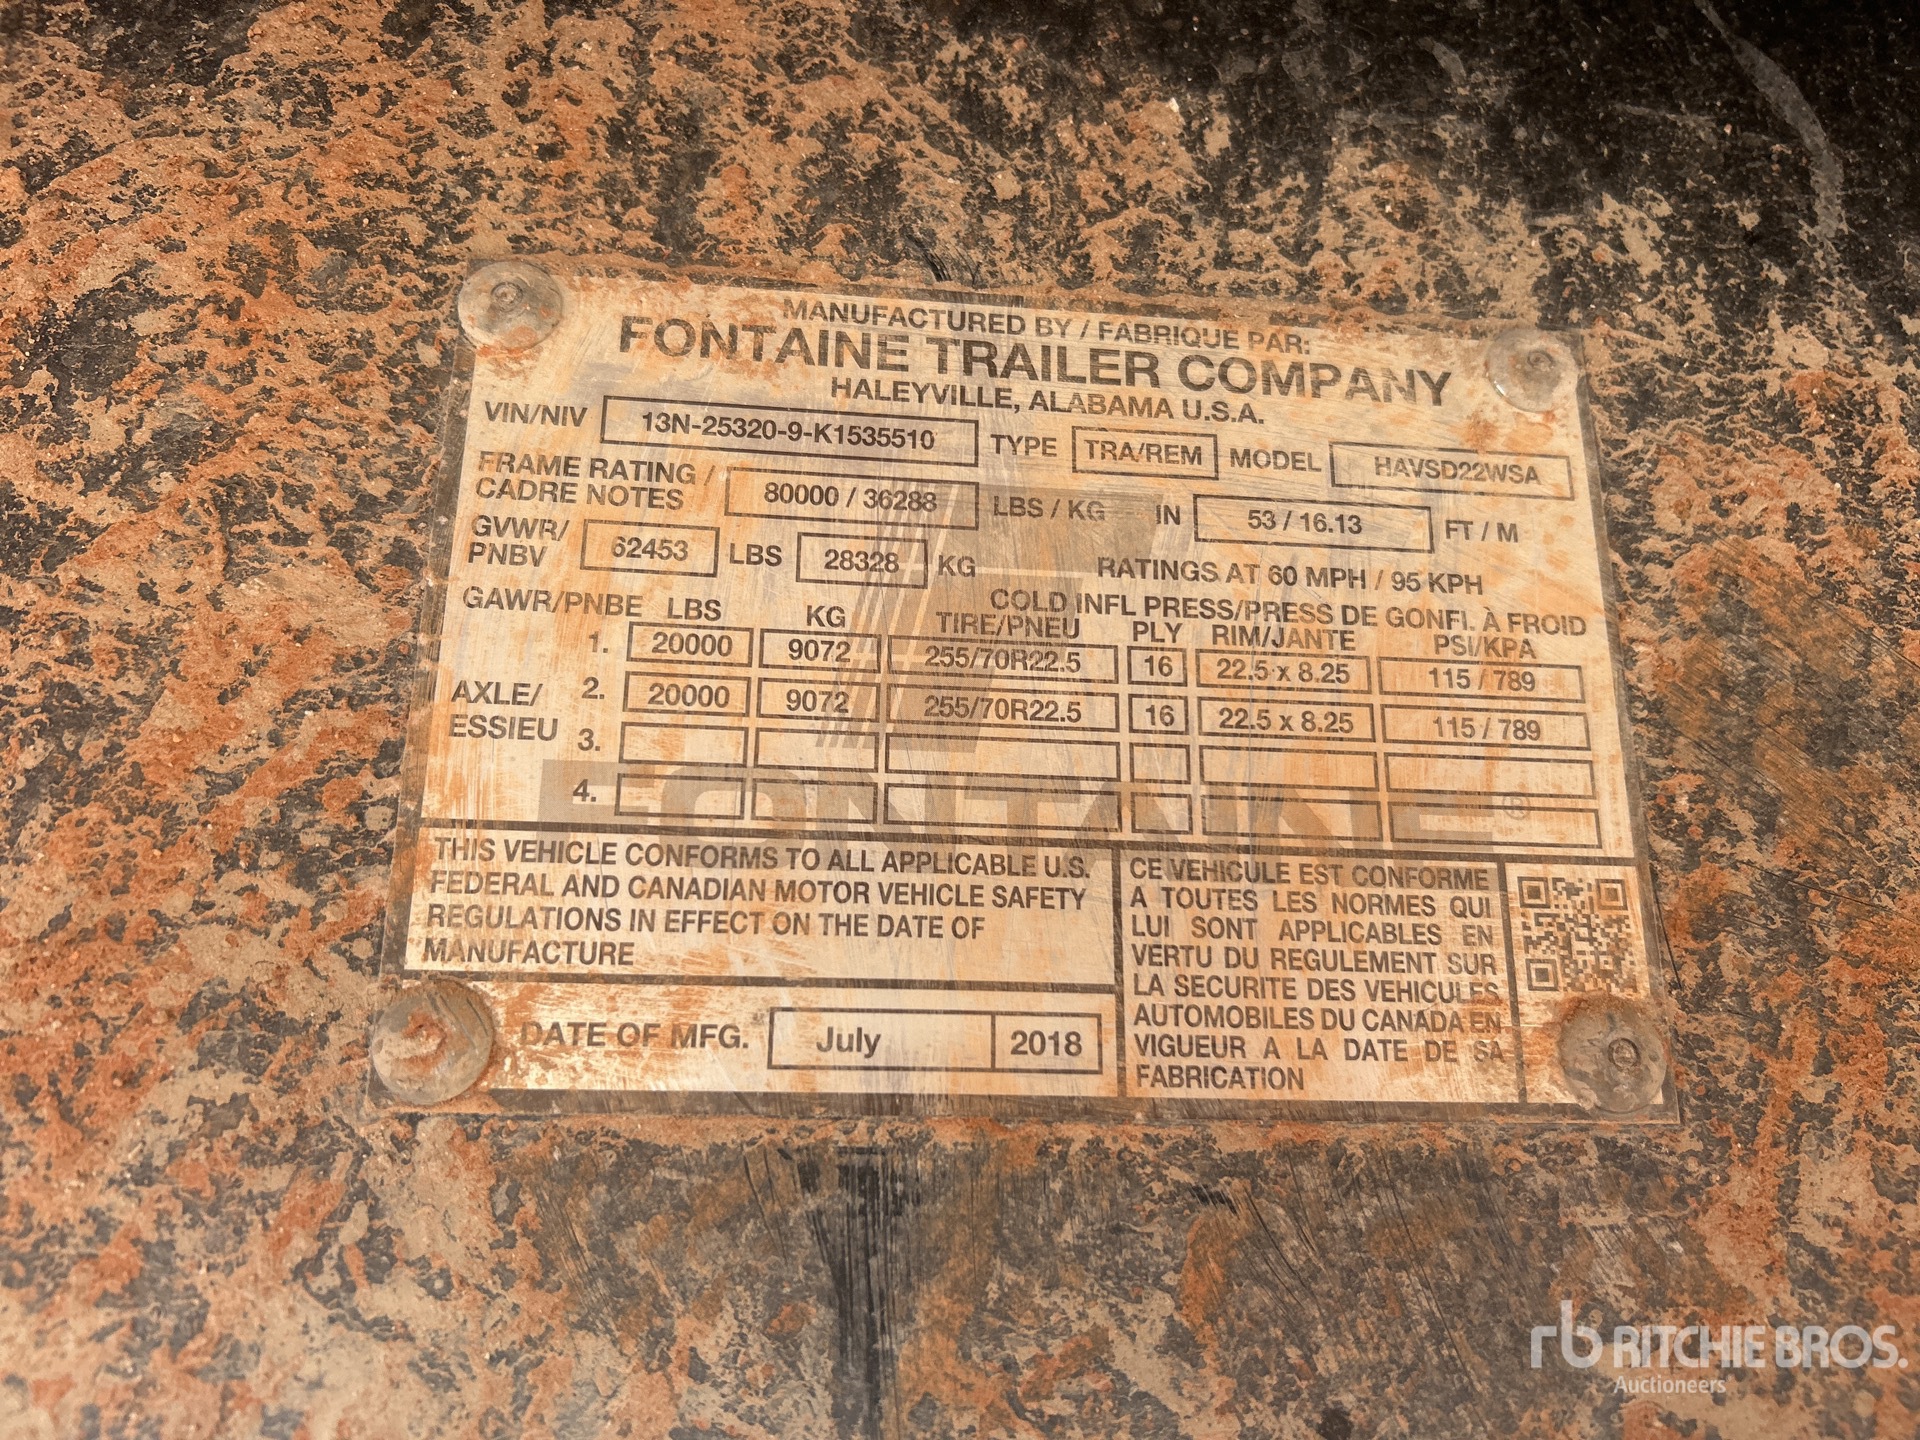 MANUFACTURED BY / FABRIQUE PAR:
FONTAINE TRAILER COMPANY
HALEYVILLE, ALABAMA U.S.A.
VIN/NIV 13N-25320-9-K1535510 TYPE TRA/REM MODEL HAVSD22WSA
FRAME RATING /
CADRE NOTES 80000 / 36288 LBS / KG IN 53 / 16.13 FT / M
GVWR/
PNBV 62453 LBS 28328 KG RATINGS AT 60 MPH / 95 KPH
COLD INFL PRESS/PRESS DE GONFL. À FROID
GAWR/PNBE LBS KG TIRE/PNEU PLY RIM/JANTE PSI/KPA
1. 20000 9072 255/70R22.5 16 22.5 x 8.25 115 / 789
AXLE/
ESSIEU
2. 20000 9072 255/70R22.5 16 22.5 x 8.25 115 / 789
3.
4.
FONTAINE ®
THIS VEHICLE CONFORMS TO ALL APPLICABLE U.S.
FEDERAL AND CANADIAN MOTOR VEHICLE SAFETY
REGULATIONS IN EFFECT ON THE DATE OF
MANUFACTURE
CE VEHICULE EST CONFORME
A TOUTES LES NORMES QUI
LUI SONT APPLICABLES EN
VERTU DU REGULEMENT SUR
LA SECURITE DES VEHICULES
AUTOMOBILES DU CANADA EN
VIGUEUR A LA DATE DE SA
FABRICATION
DATE OF MFG. July 2018
rb RITCHIE BROS.
Auctioneers